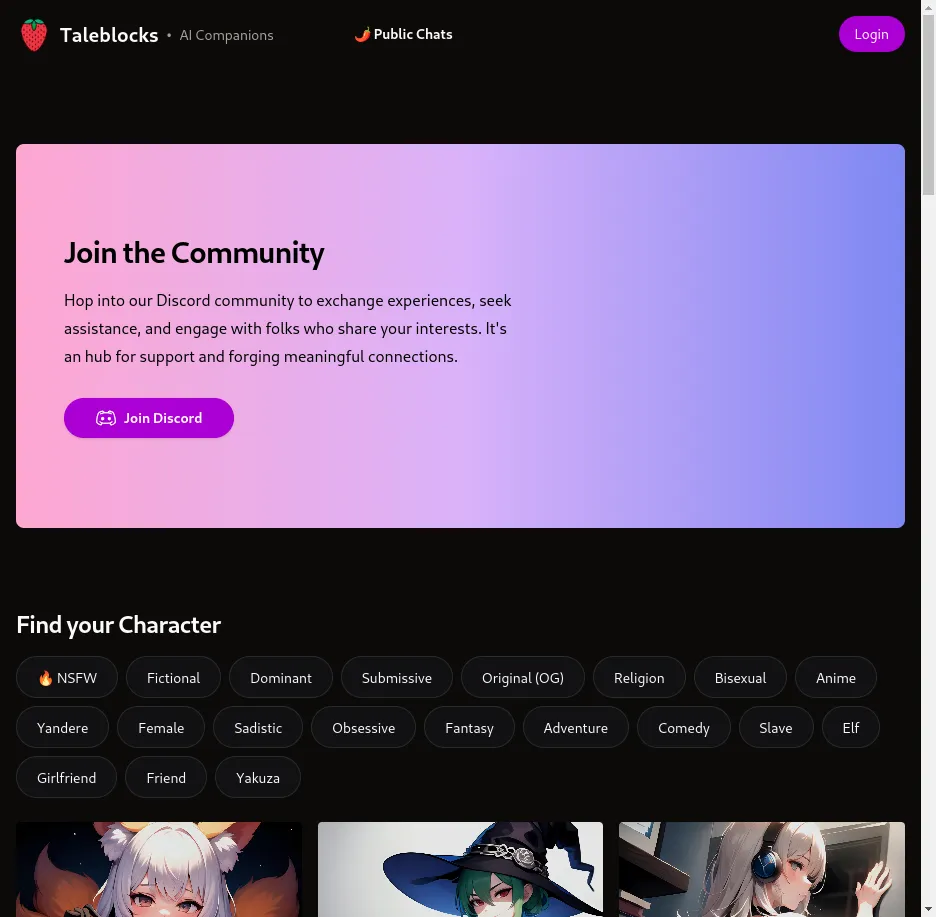 Taleblocks • AI Companions 🌶️ Public Chats Login
Join the Community
Hop into our Discord community to exchange experiences, seek
assistance, and engage with folks who share your interests. It's
an hub for support and forging meaningful connections.
Join Discord
Find your Character
🔥 NSFW Fictional Dominant Submissive Original (OG) Religion Bisexual Anime
Yandere Female Sadistic Obsessive Fantasy Adventure Comedy Slave Elf
Girlfriend Friend Yakuza